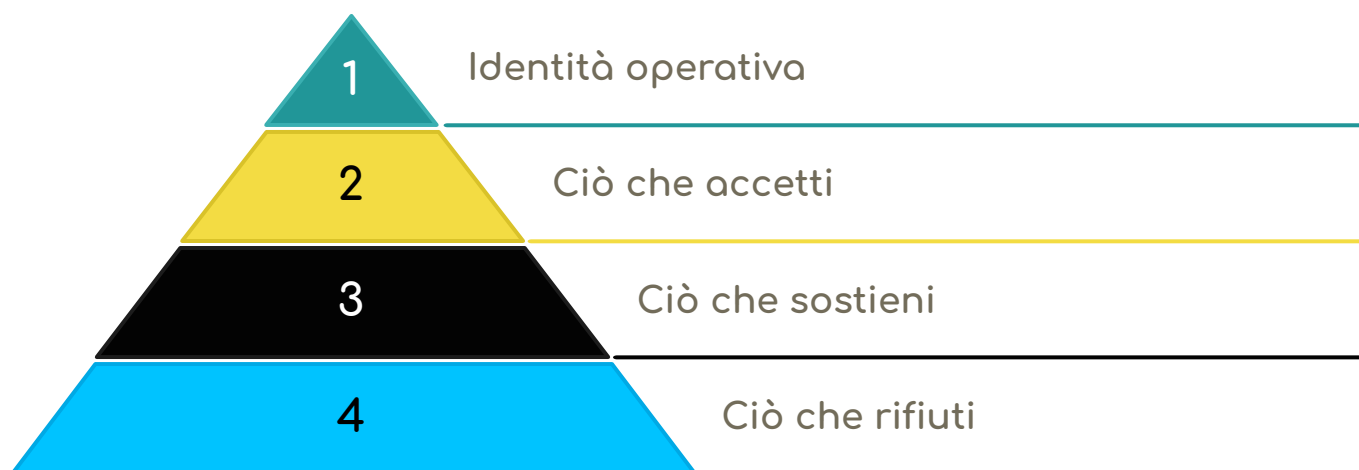 1
Identità operativa
2
Ciò che accetti
3
Ciò che sostieni
4
Ciò che rifiuti